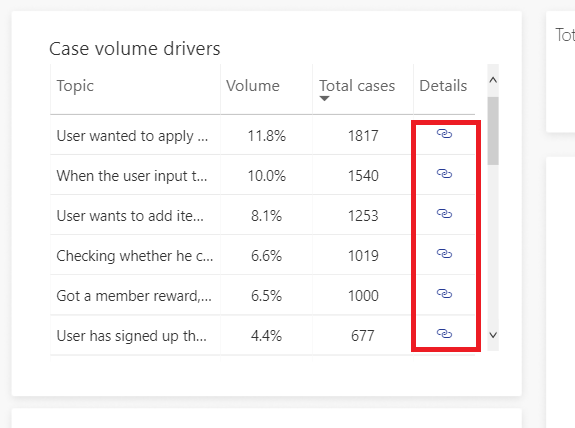 Case volume drivers
Tot
Topic Volume Total cases Details
User wanted to apply ... 11.8% 1817
When the user input t... 10.0% 1540
User wants to add ite... 8.1% 1253
Checking whether he c... 6.6% 1019
Got a member reward,... 6.5% 1000
User has signed up th... 4.4% 677